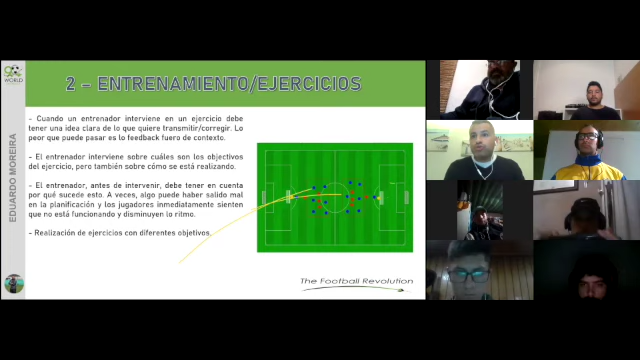 WORLD
2 – ENTRENAMIENTO/EJERCICIOS
EDUARDO MOREIRA
- Cuando un entrenador interviene en un ejercicio debe
tener una idea clara de lo que quiere transmitir/corregir. Lo
peor que puede pasar es lo feedback fuero de contexto.
- El entrenador interviene sobre cuáles son los objetivos
del ejercicio, pero también sobre cómo se está realizando.
- El entrenador, antes de intervenir, debe tener en cuenta
por qué sucede esto. A veces, algo puede haber salido mal
en la planificación y los jugadores inmediatamente sienten
que no está funcionando y disminuyen lo ritmo.
- Realización de ejercicios con diferentes objetivos.
The Football Revolution